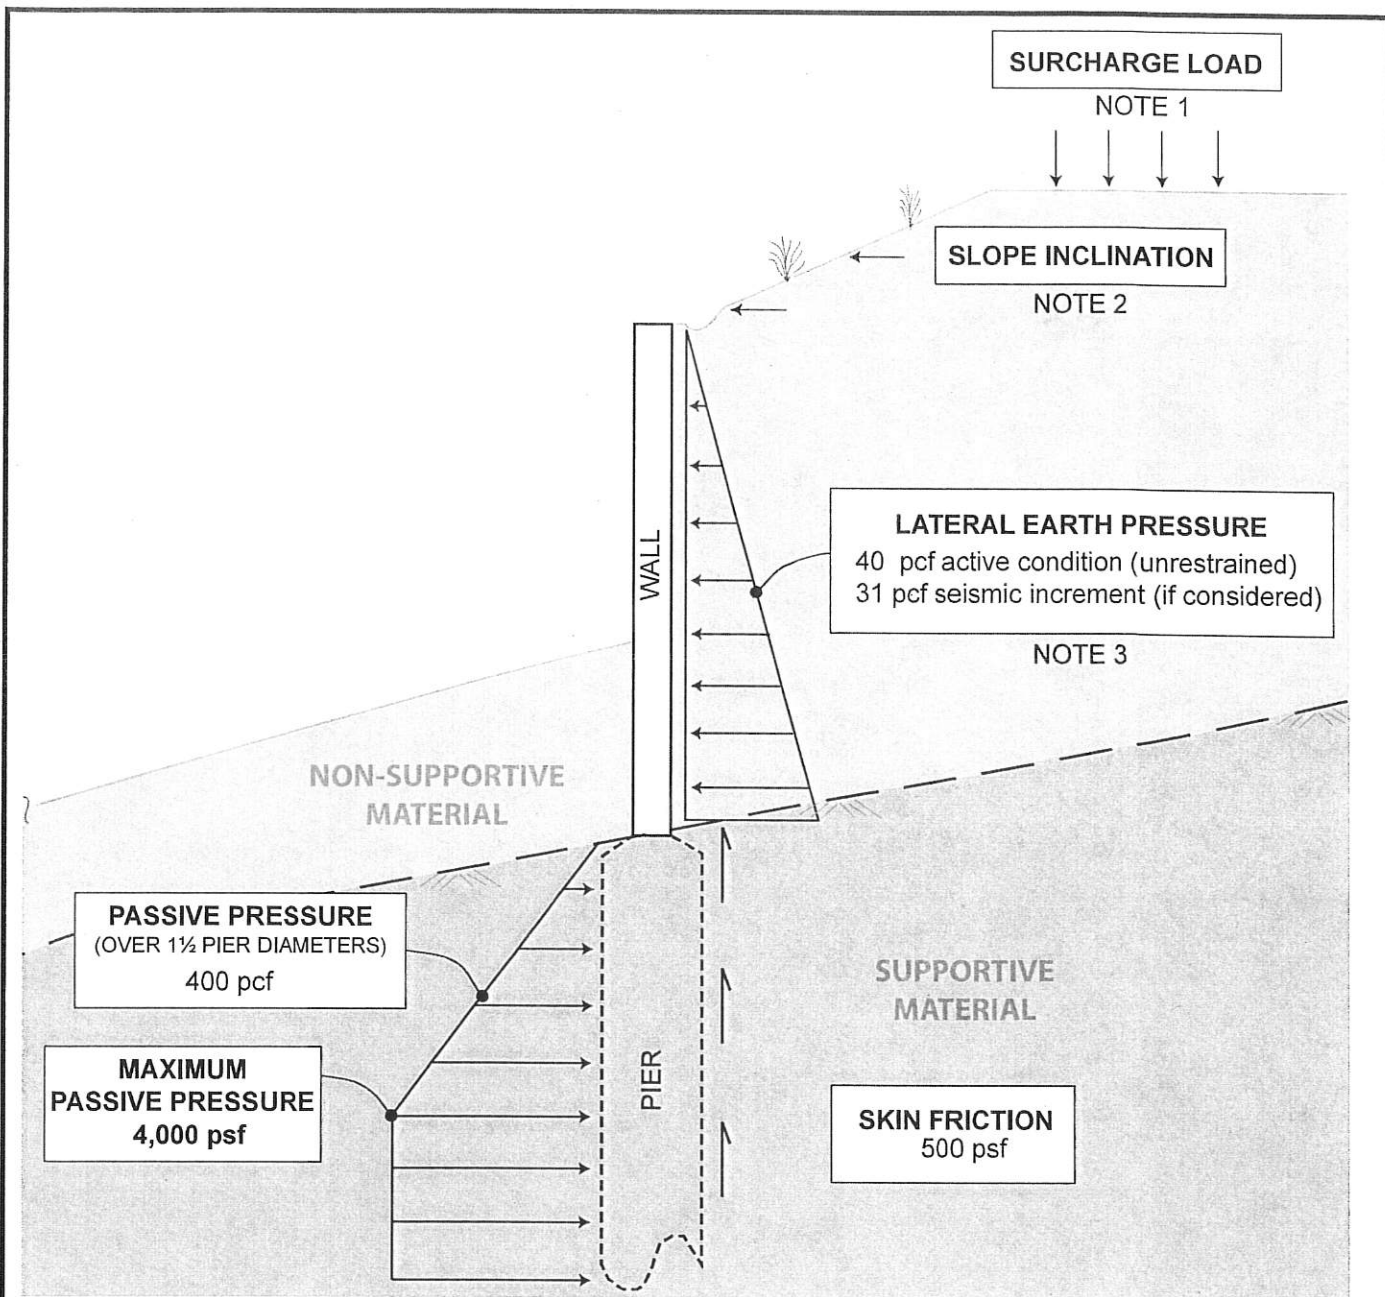 SURCHARGE LOAD
NOTE 1
SLOPE INCLINATION
NOTE 2
WALL
LATERAL EARTH PRESSURE
40 pcf active condition (unrestrained)
31 pcf seismic increment (if considered)
NOTE 3
NON-SUPPORTIVE
MATERIAL
PASSIVE PRESSURE
(OVER 1½ PIER DIAMETERS)
400 pcf
SUPPORTIVE
MATERIAL
MAXIMUM
PASSIVE PRESSURE
4,000 psf
PIER
SKIN FRICTION
500 psf